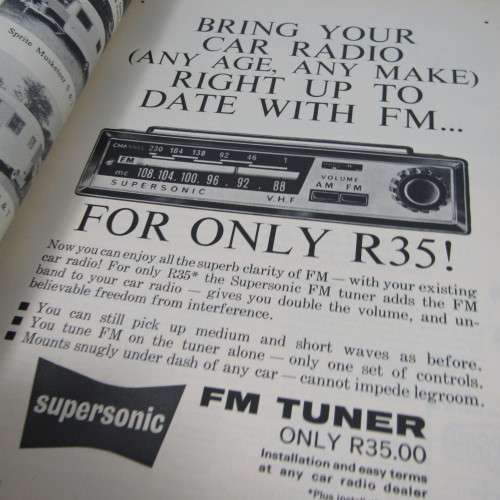 Sprite Musketeer S.
BRING YOUR
CAR RADIO
(ANY AGE, ANY MAKE)
RIGHT UP TO
DATE WITH FM...
CHANNEL 230 184 138 92 46 1
FM
mc 108. 104. 100. 96 . 92 . 88
SUPERSONIC V.H.F
VOLUME
AM FM
FOR ONLY R35!
Now you can enjoy all the superb clarity of FM — with your existing
car radio! For only R35* the Supersonic FM tuner adds the FM
band to your car radio — gives you double the volume, and un-
believable freedom from interference.
■ You can still pick up medium and short waves as before.
■ You tune FM on the tuner alone — only one set of controls.
■ Mounts snugly under dash of any car — cannot impede legroom.
supersonic
FM TUNER
ONLY R35.00
Installation and easy terms
at any car radio dealer
*Plus